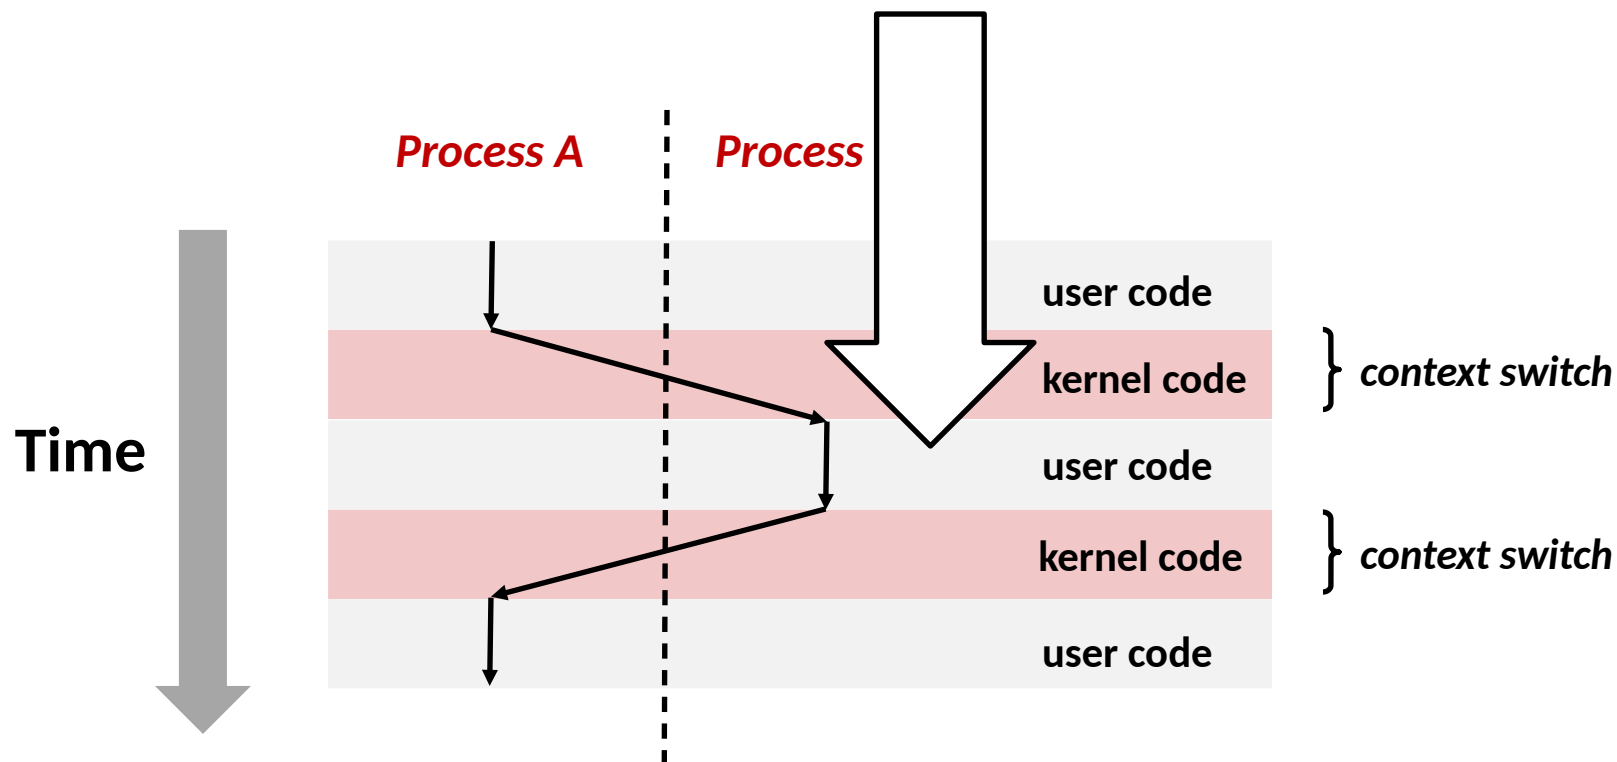 Process A
Process
user code
kernel code
context switch
Time
user code
kernel code
context switch
user code